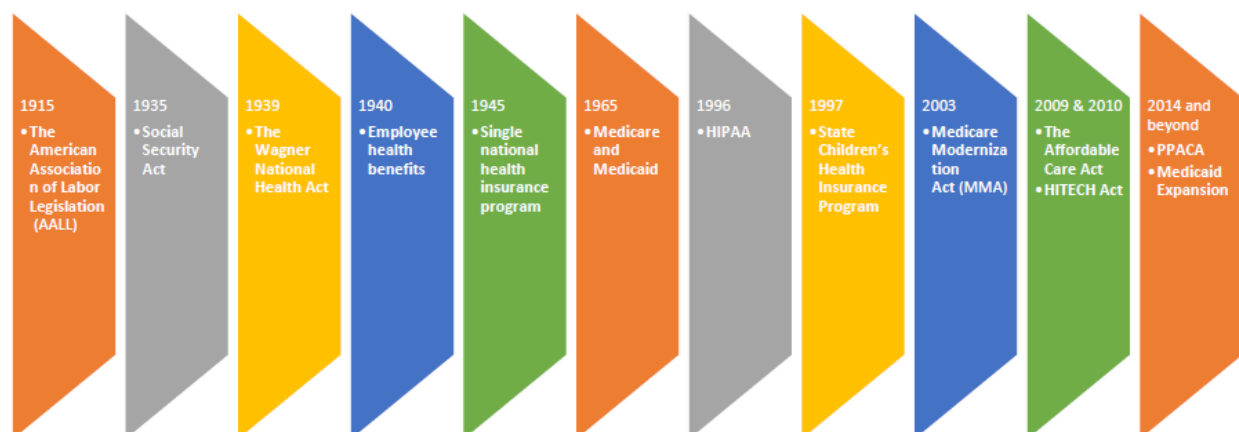 1915
• The
American
Associatio
n of Labor
Legislation
(AALL)
1935
• Social
Security
Act
1939
• The
Wagner
National
Health Act
1940
• Employee
health
benefits
1945
• Single
national
health
insurance
program
1965
• Medicare
and
Medicaid
1996
• HIPAA
1997
• State
Children's
Health
Insurance
Program
2003
• Medicare
Moderniza
tion
Act (MMA)
2009 & 2010
• The
Affordable
Care Act
• HITECH Act
2014 and
beyond
• PPACA
• Medicaid
Expansion